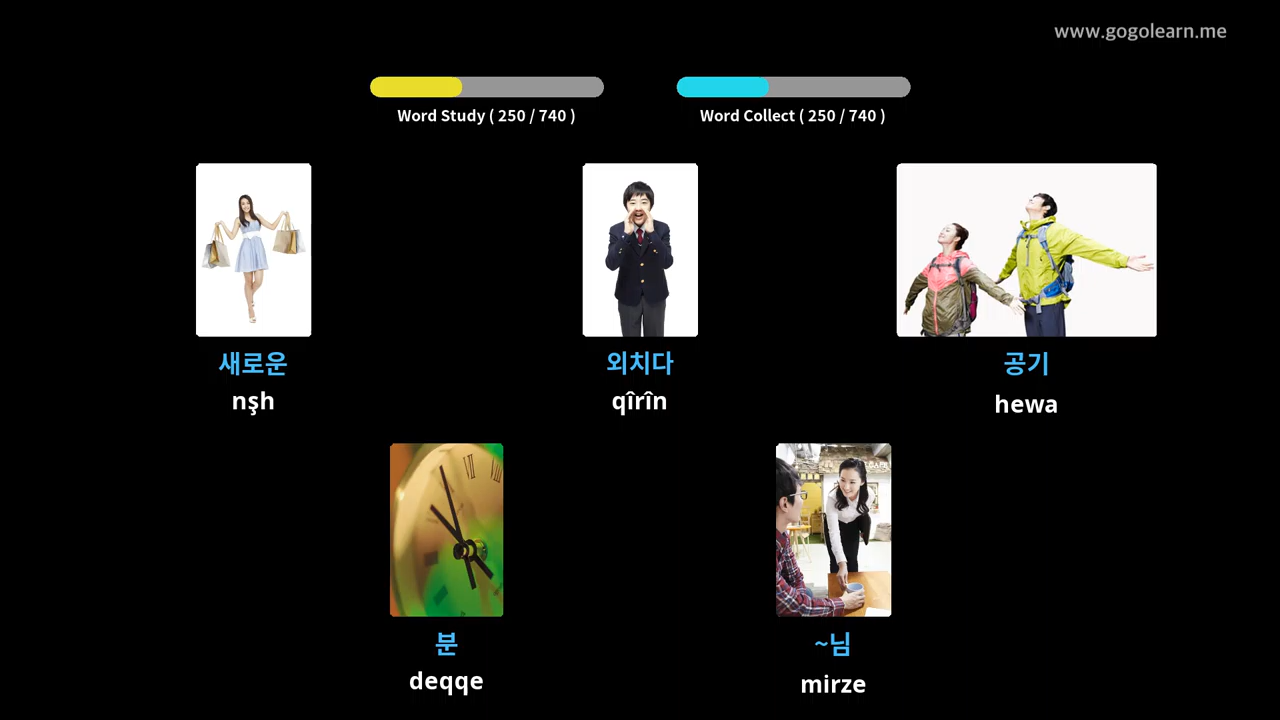 www.gogolearn.me
Word Study ( 250 / 740 )
Word Collect ( 250 / 740 )
새로운
nşh
외치다
qîrîn
공기
hewa
분
deqqe
~님
mirze